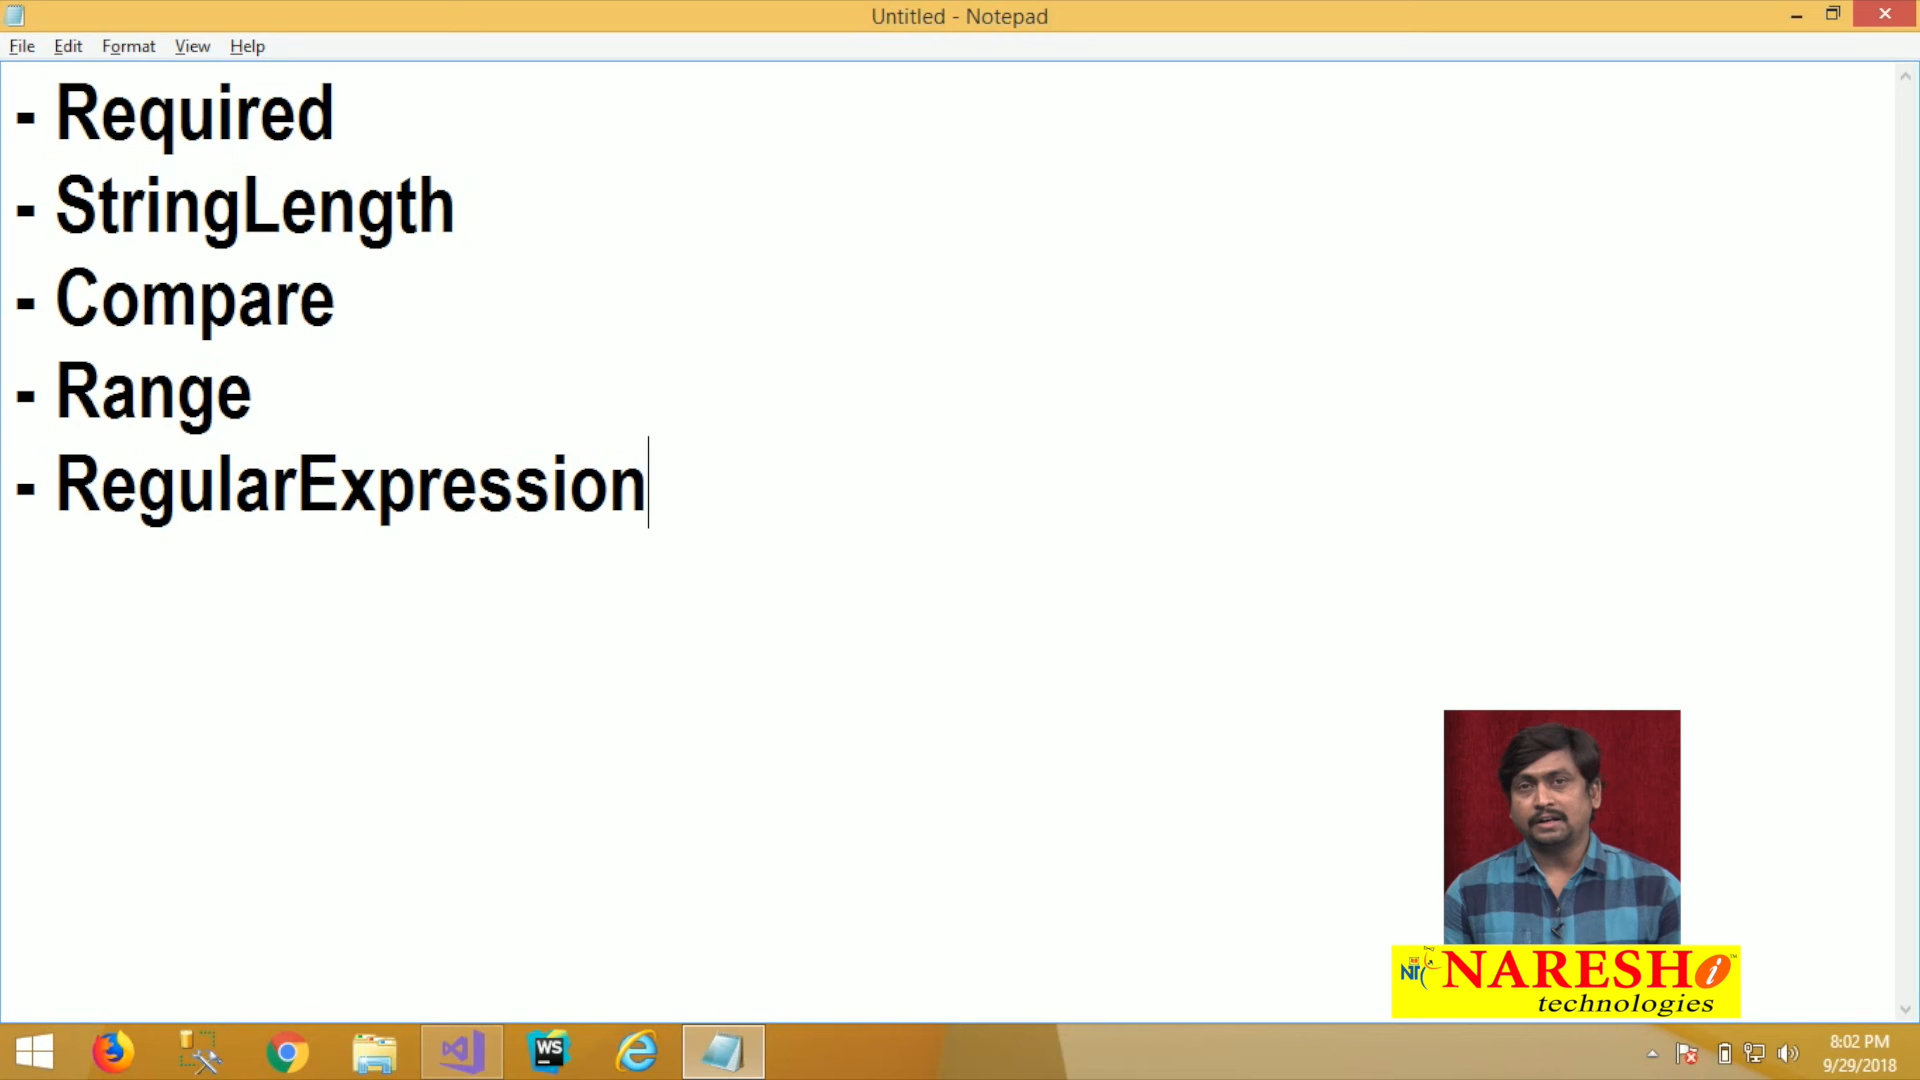 Untitled - Notepad
File Edit Format View Help
- Required
- StringLength
- Compare
- Range
- RegularExpression
NARESH i
technologies
WS
8:02 PM
9/29/2018